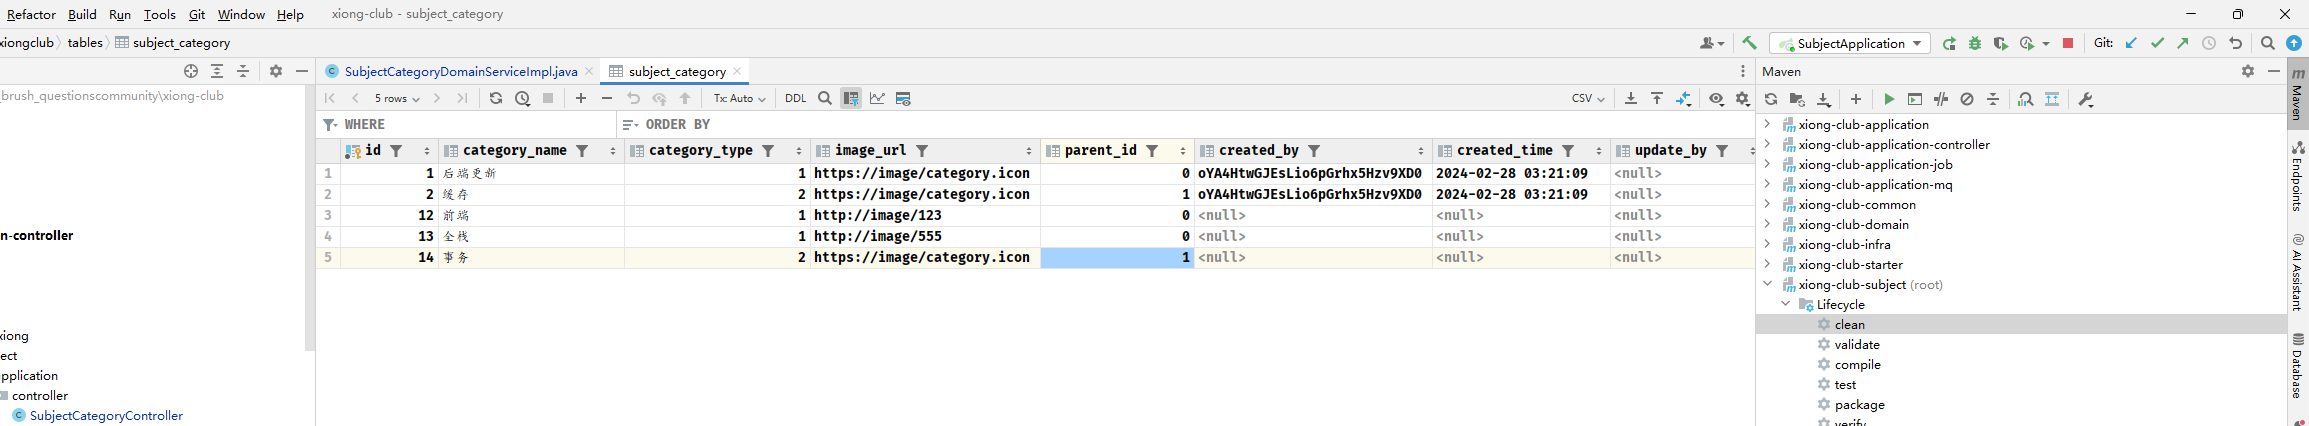 Refactor Build Run Tools Git Window Help xiong-club - subject_category
xiongclub tables subject_category SubjectApplication Git:
SubjectCategoryDomainServiceImpl.java subject_category Maven
_brush_questionscommunity\xiong-club 5 rows Tx: Auto DDL CSV
WHERE ORDER BY
id category_name category_type image_url parent_id created_by created_time update_by
1 1 后端更新 1 https://image/category.icon 0 oYA4HtwGJEsLio6pGrhx5Hzv9XD0 2024-02-28 03:21:09 <null>
2 2 缓存 2 https://image/category.icon 1 oYA4HtwGJEsLio6pGrhx5Hzv9XD0 2024-02-28 03:21:09 <null>
3 12 前端 1 http://image/123 0 <null> <null> <null>
4 13 全栈 1 http://image/555 0 <null> <null> <null>
5 14 事务 2 https://image/category.icon 1 <null> <null> <null>
n-controller
xiong
ect
application
controller
SubjectCategoryController
xiong-club-application
xiong-club-application-controller
xiong-club-application-job
xiong-club-application-mq
xiong-club-common
xiong-club-domain
xiong-club-infra
xiong-club-starter
xiong-club-subject (root)
Lifecycle
clean
validate
compile
test
package
verify
Maven
Endpoints
AI Assistant
Database